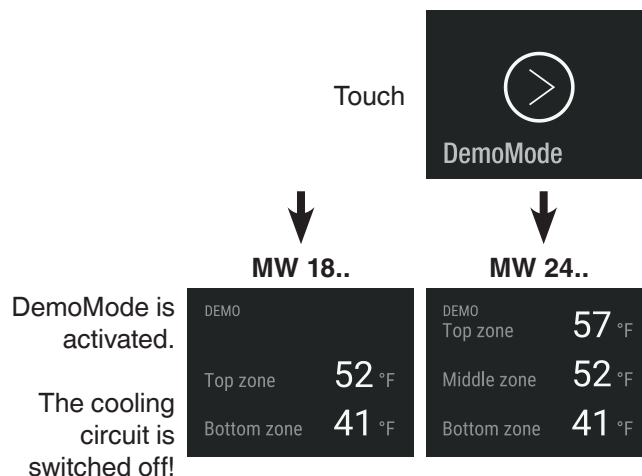 Touch
DemoMode
MW 18..
MW 24..
DemoMode is
activated.
The cooling
circuit is
switched off!
DEMO
Top zone 52 °F
Bottom zone 41 °F
DEMO
Top zone 57 °F
Middle zone 52 °F
Bottom zone 41 °F